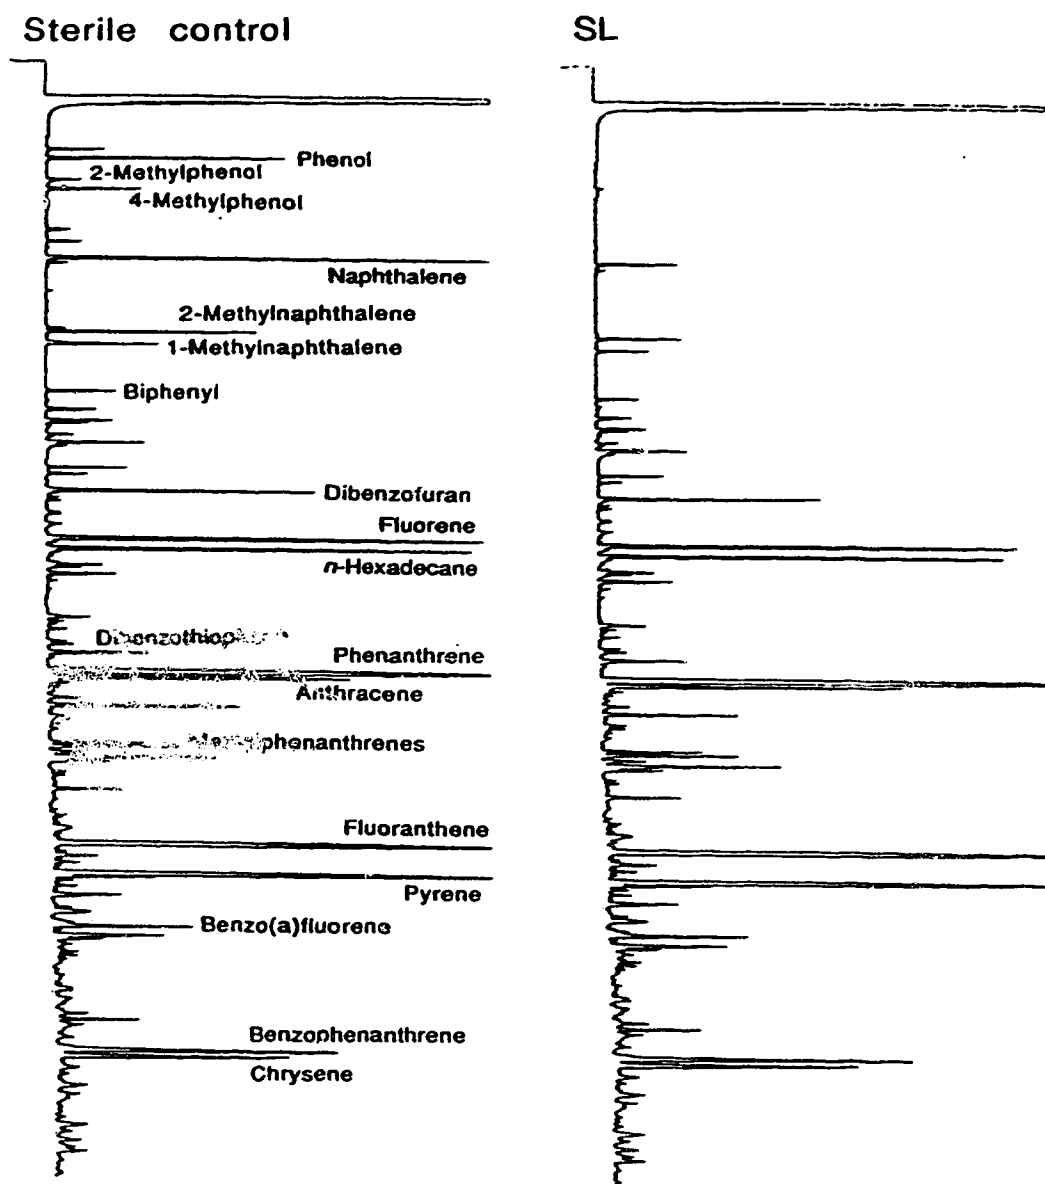 Sterile control
SL
Phenol
2-Methylphenol
4-Methylphenol
Naphthalene
2-Methylnaphthalene
1-Methylnaphthalene
Biphenyl
Dibenzofuran
Fluorene
n-Hexadecane
Phenanthrene
Anthracene
Fluoranthene
Pyrene
Benzo(a)fluorene
Benzophenanthrene
Chrysene